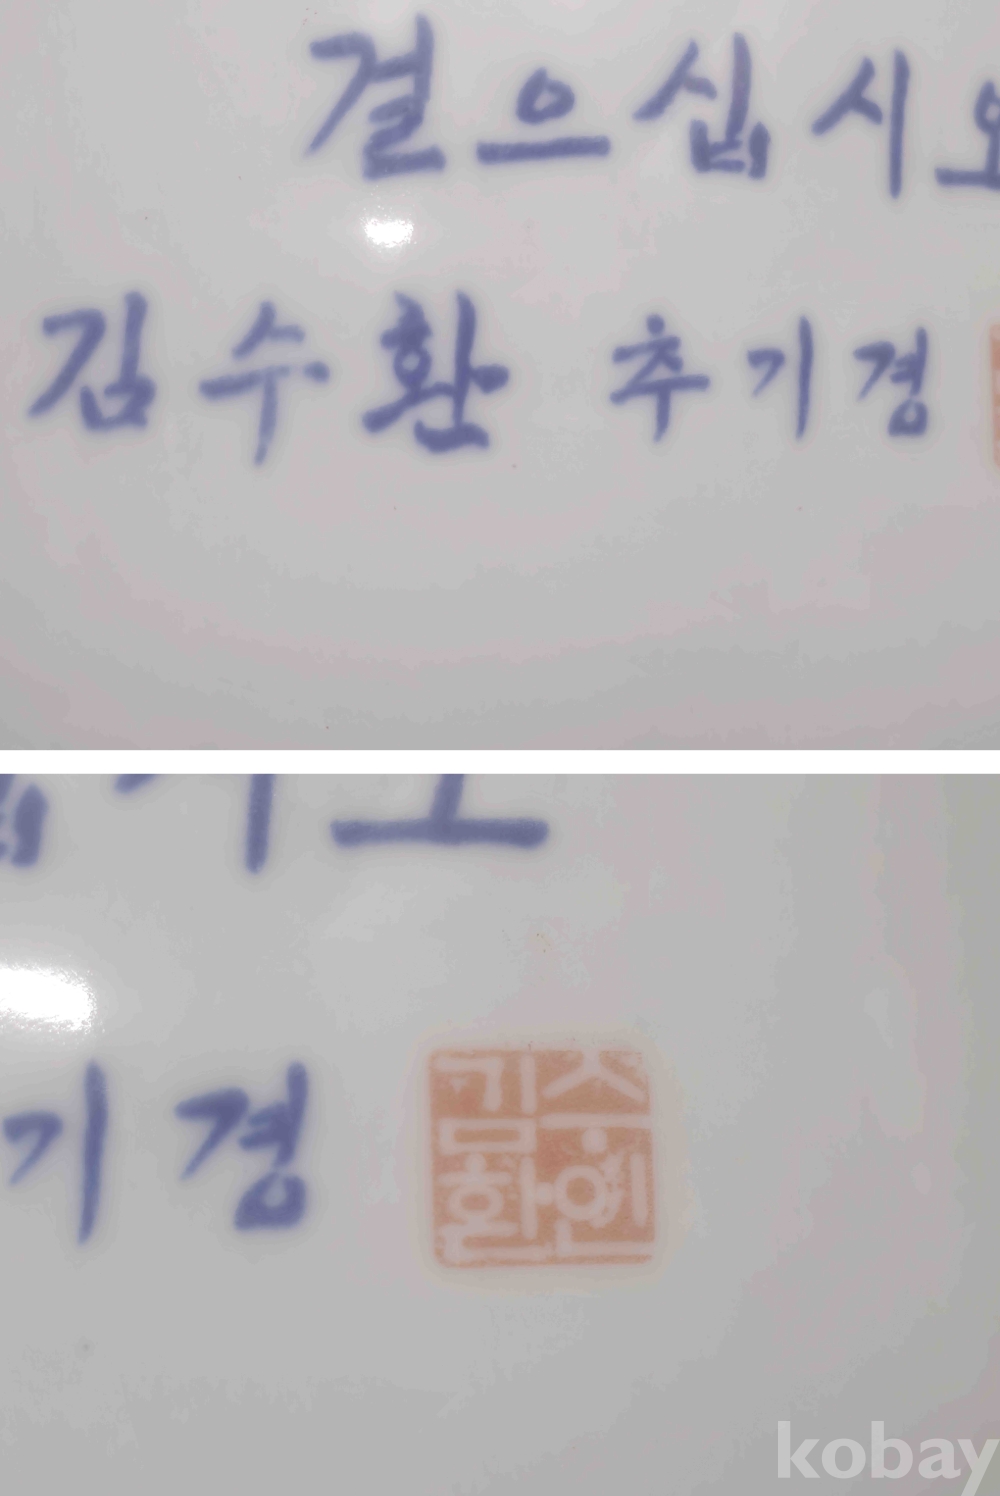 걸으십시오
김수환 추기경
기경
김수
환인
kobay